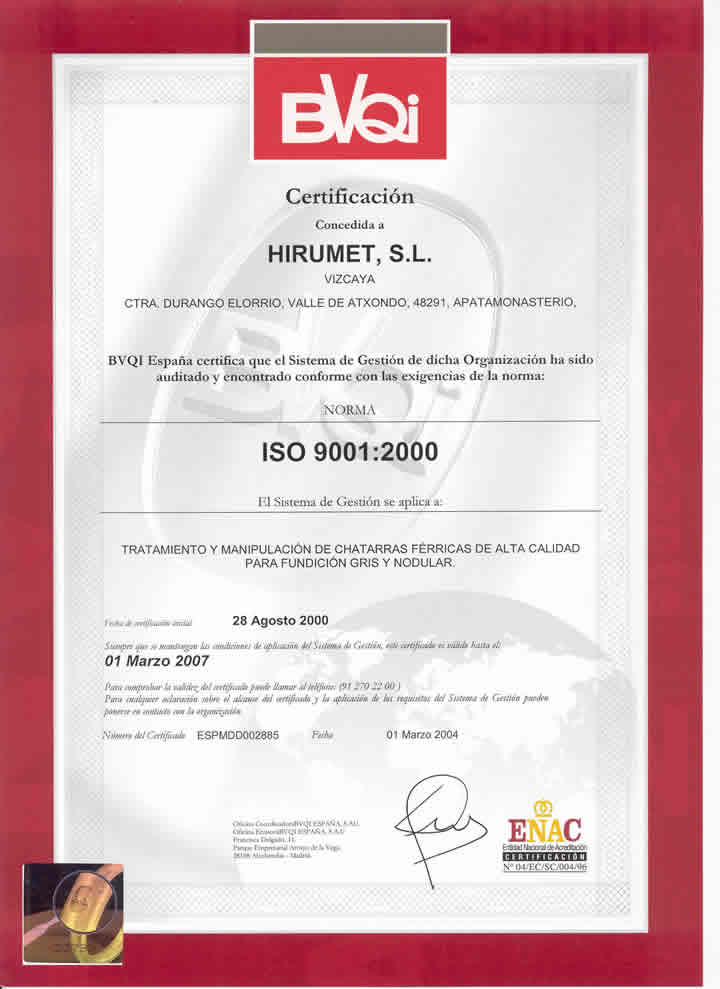 BVQi
Certificación
Concedida a
HIRUMET, S.L.
VIZCAYA
CTRA. DURANGO ELORRIO, VALLE DE ATXONDO, 48291, APATAMONASTERIO,
BVQI España certifica que el Sistema de Gestión de dicha Organización ha sido
auditado y encontrado conforme con las exigencias de la norma:
NORMA
ISO 9001:2000
El Sistema de Gestión se aplica a:
TRATAMIENTO Y MANIPULACIÓN DE CHATARRAS FÉRRICAS DE ALTA CALIDAD
PARA FUNDICIÓN GRIS Y NODULAR.
Fecha de certificación inicial 28 Agosto 2000
Siempre que se mantengan las condiciones de aplicación del Sistema de Gestión, este certificado es válido hasta el:
01 Marzo 2007
Para comprobar la validez del certificado puede llamar al teléfono: (91 270 22 00 )
Para cualquier aclaración sobre el alcance del certificado y la aplicación de los requisitos del Sistema de Gestión pueden
ponerse en contacto con la organización
Número del Certificado ESPMDD002885 Fecha 01 Marzo 2004
Oficina Coordinadora:BVQI ESPAÑA, S.AU.
Oficina Emisora:BVQI ESPAÑA, S.A.U
Francisca Delgado, 11.
Parque Empresarial Arroyo de la Vega.
28108 Alcobendas - Madrid.
ENAC
Entidad Nacional de Acreditación
CERTIFICACIÓN
Nº 04/EC/SC/004/96